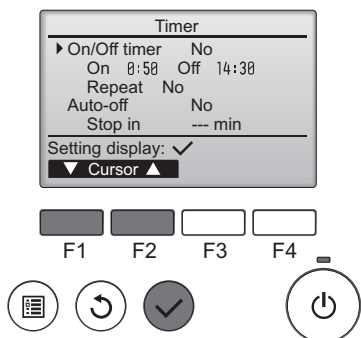 Timer
On/Off timer No
On 8:50 Off 14:30
Repeat No
Auto-off No
Stop in --- min
Setting display: ✓
▼ Cursor ▲
F1 F2 F3 F4